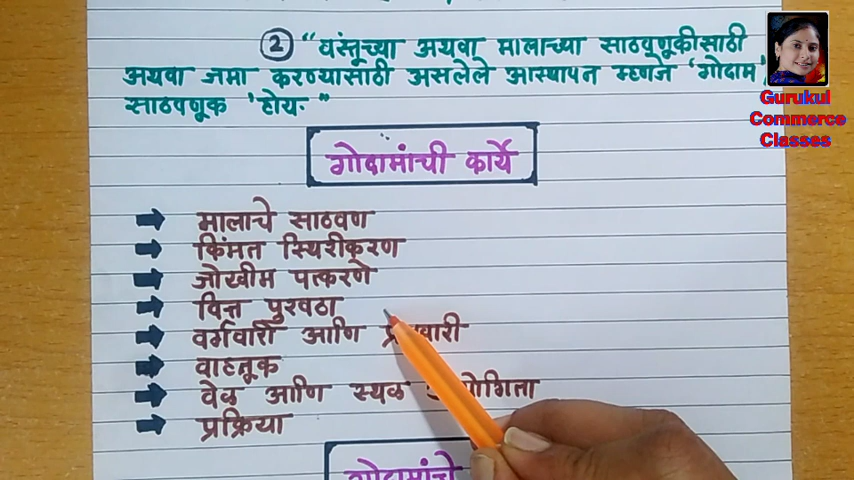 ② "वस्तूच्या अथवा मालाच्या साठवणूकीसाठी
अथवा जमा करण्यासाठी असलेले आस्थापन म्हणजे 'गोदाम'/
साठवणूक 'होय."
Gurukul
Commerce
Classes
गोदामांची कार्ये
➡ मालाचे साठवण
➡ किंमत स्थिरीकरण
➡ जोखीम पत्करणे
➡ वित्त पुरवठा
➡ वर्गवारी आणि
➡ वाहतूक
➡ वेळ आणि स्थळ
➡ प्रक्रिया
गोदामांचे